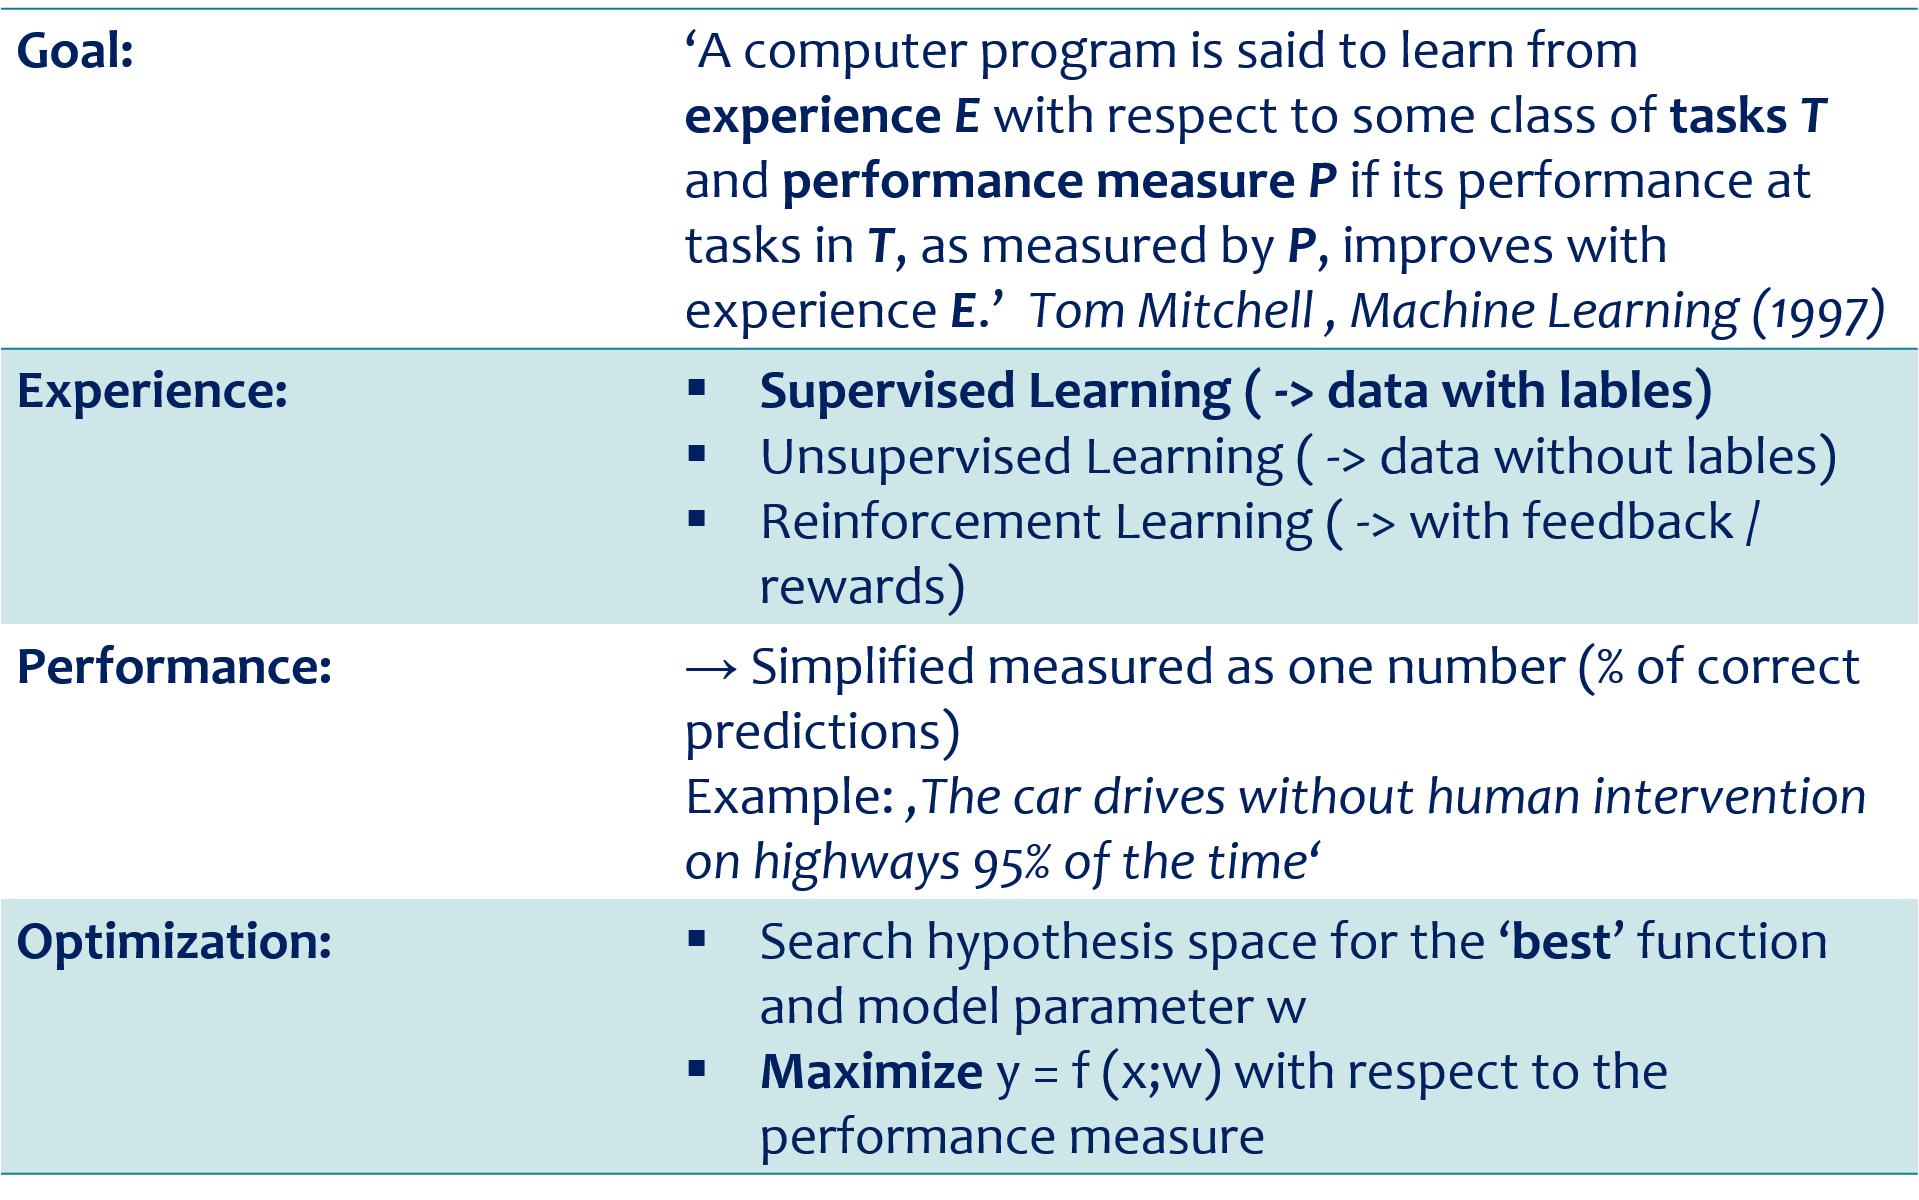 Goal:
‘A computer program is said to learn from
experience E with respect to some class of tasks T
and performance measure P if its performance at
tasks in T, as measured by P, improves with
experience E.’ Tom Mitchell , Machine Learning (1997)
Experience:
▪ Supervised Learning ( -> data with lables)
▪ Unsupervised Learning ( -> data without lables)
▪ Reinforcement Learning ( -> with feedback /
rewards)
Performance:
→ Simplified measured as one number (% of correct
predictions)
Example: ‚The car drives without human intervention
on highways 95% of the time‘
Optimization:
▪ Search hypothesis space for the ‘best’ function
and model parameter w
▪ Maximize y = f (x;w) with respect to the
performance measure